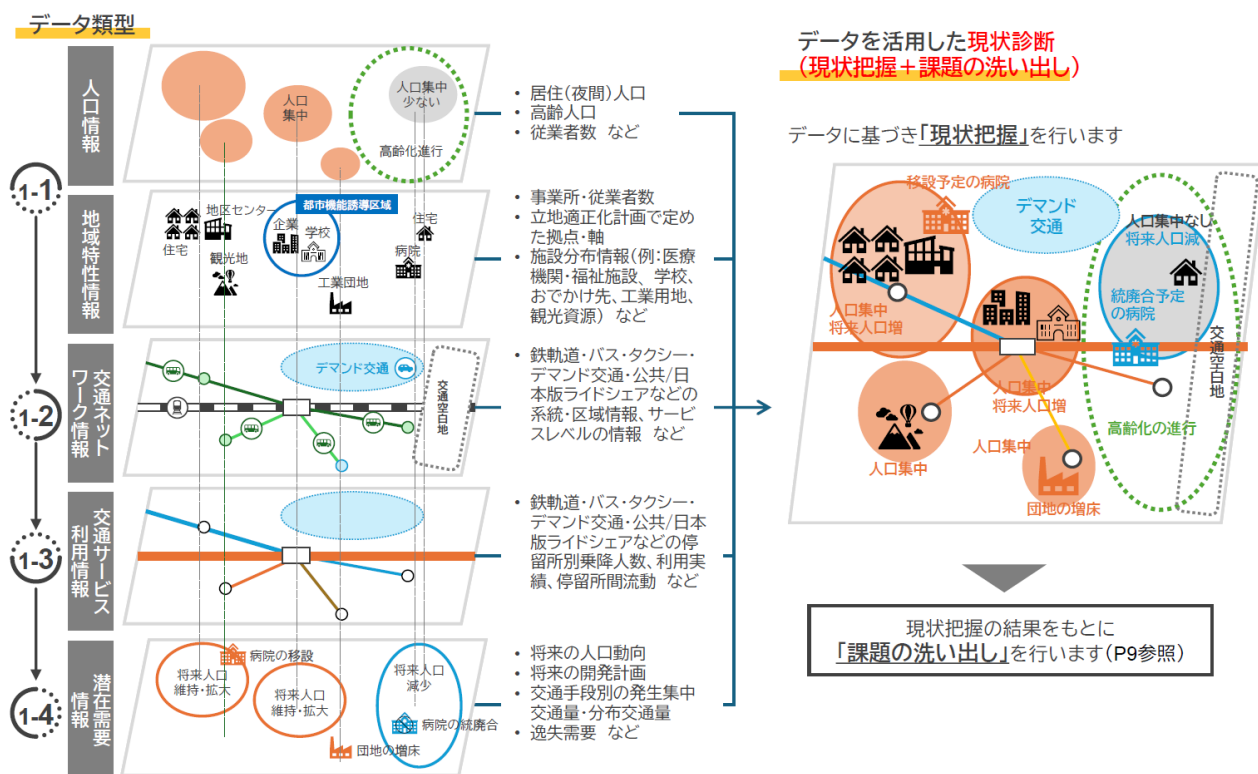 データ類型
人口情報
人口
集中
人口集中
少ない
高齢化進行
・ 居住(夜間)人口
・ 高齢人口
・ 従業者数 など
1-1
地域特性情報
都市機能誘導区域
住宅
地区センター
観光地
企業
学校
工業団地
住宅
病院
・ 事業所・従業者数
・ 立地適正化計画で定め
た拠点・軸
・ 施設分布情報(例:医療
機関・福祉施設、学校、
おでかけ先、工業用地、
観光資源) など
1-2
交通ネット
ワーク情報
デマンド交通
交通空白地
・ 鉄軌道・バス・タクシー・
デマンド交通・公共/日
本版ライドシェアなどの
系統・区域情報、サービ
スレベルの情報 など
1-3
交通サービス
利用情報
・ 鉄軌道・バス・タクシー・
デマンド交通・公共/日本
版ライドシェアなどの停
留所別乗降人数、利用実
績、停留所間流動 など
1-4
潜在需要
情報
病院の移設
将来人口
維持・拡大
将来人口
維持・拡大
将来人口
減少
病院の統廃合
団地の増床
・ 将来の人口動向
・ 将来の開発計画
・ 交通手段別の発生集中
交通量・分布交通量
・ 逸失需要 など
データを活用した現状診断
(現状把握+課題の洗い出し)
データに基づき「現状把握」を行います
移設予定の病院
デマンド
交通
人口集中なし
将来人口減
統廃合予定
の病院
交通空白地
人口集中
将来人口増
人口集中
将来人口増
人口集中
人口集中
団地の増床
高齢化の進行
現状把握の結果をもとに
「課題の洗い出し」を行います(P9参照)